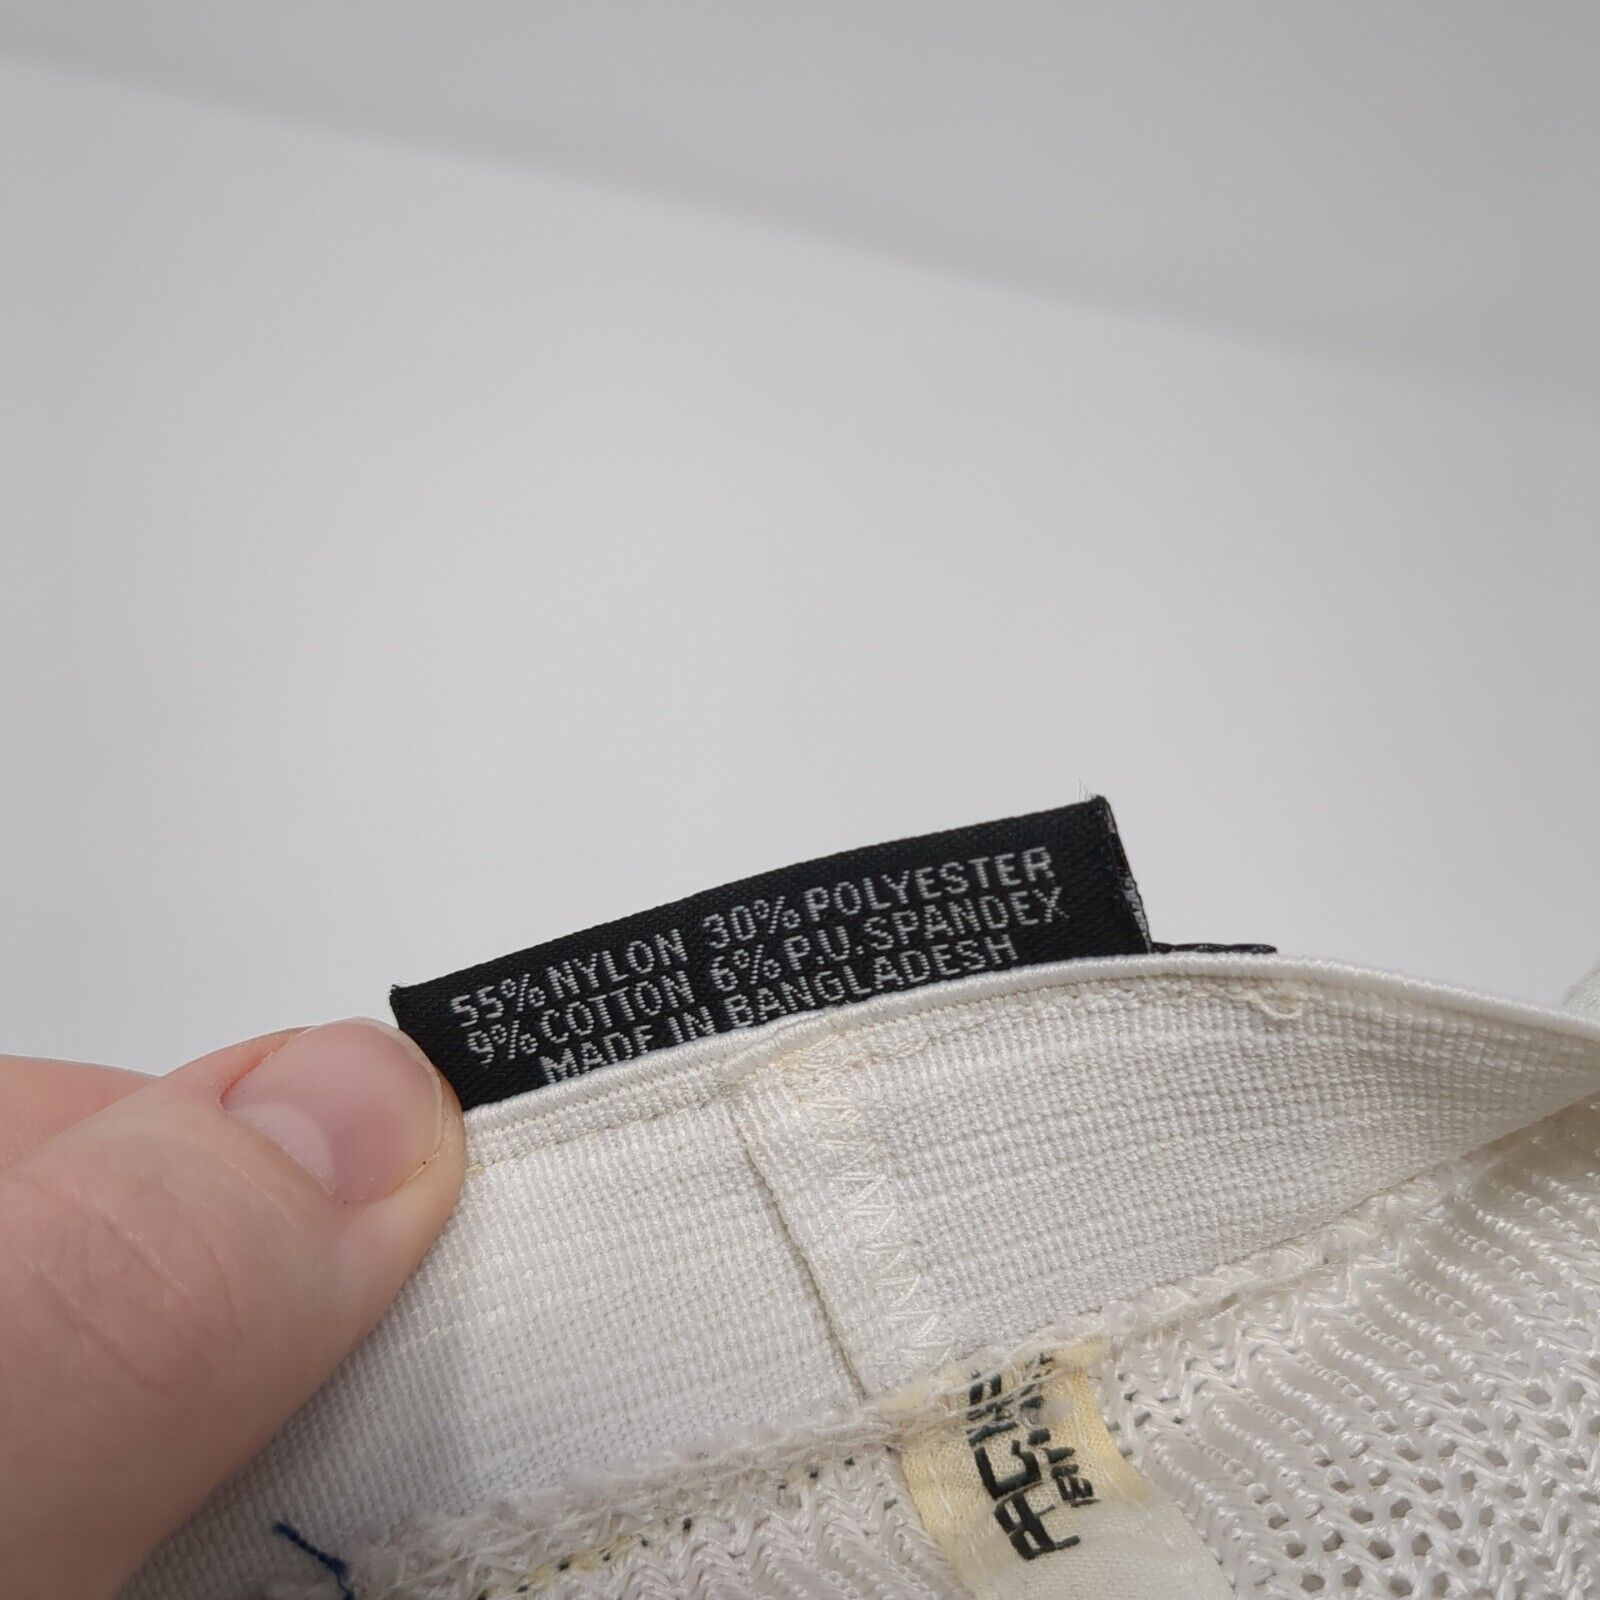 55% NYLON 30% POLYESTER
9% COTTON 6% P.U.SPANDEX
MADE IN BANGLADESH